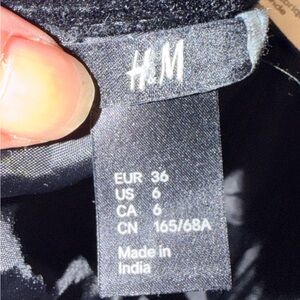 H&M
EUR 36
US 6
CA 6
CN 165/68A
Made in
India